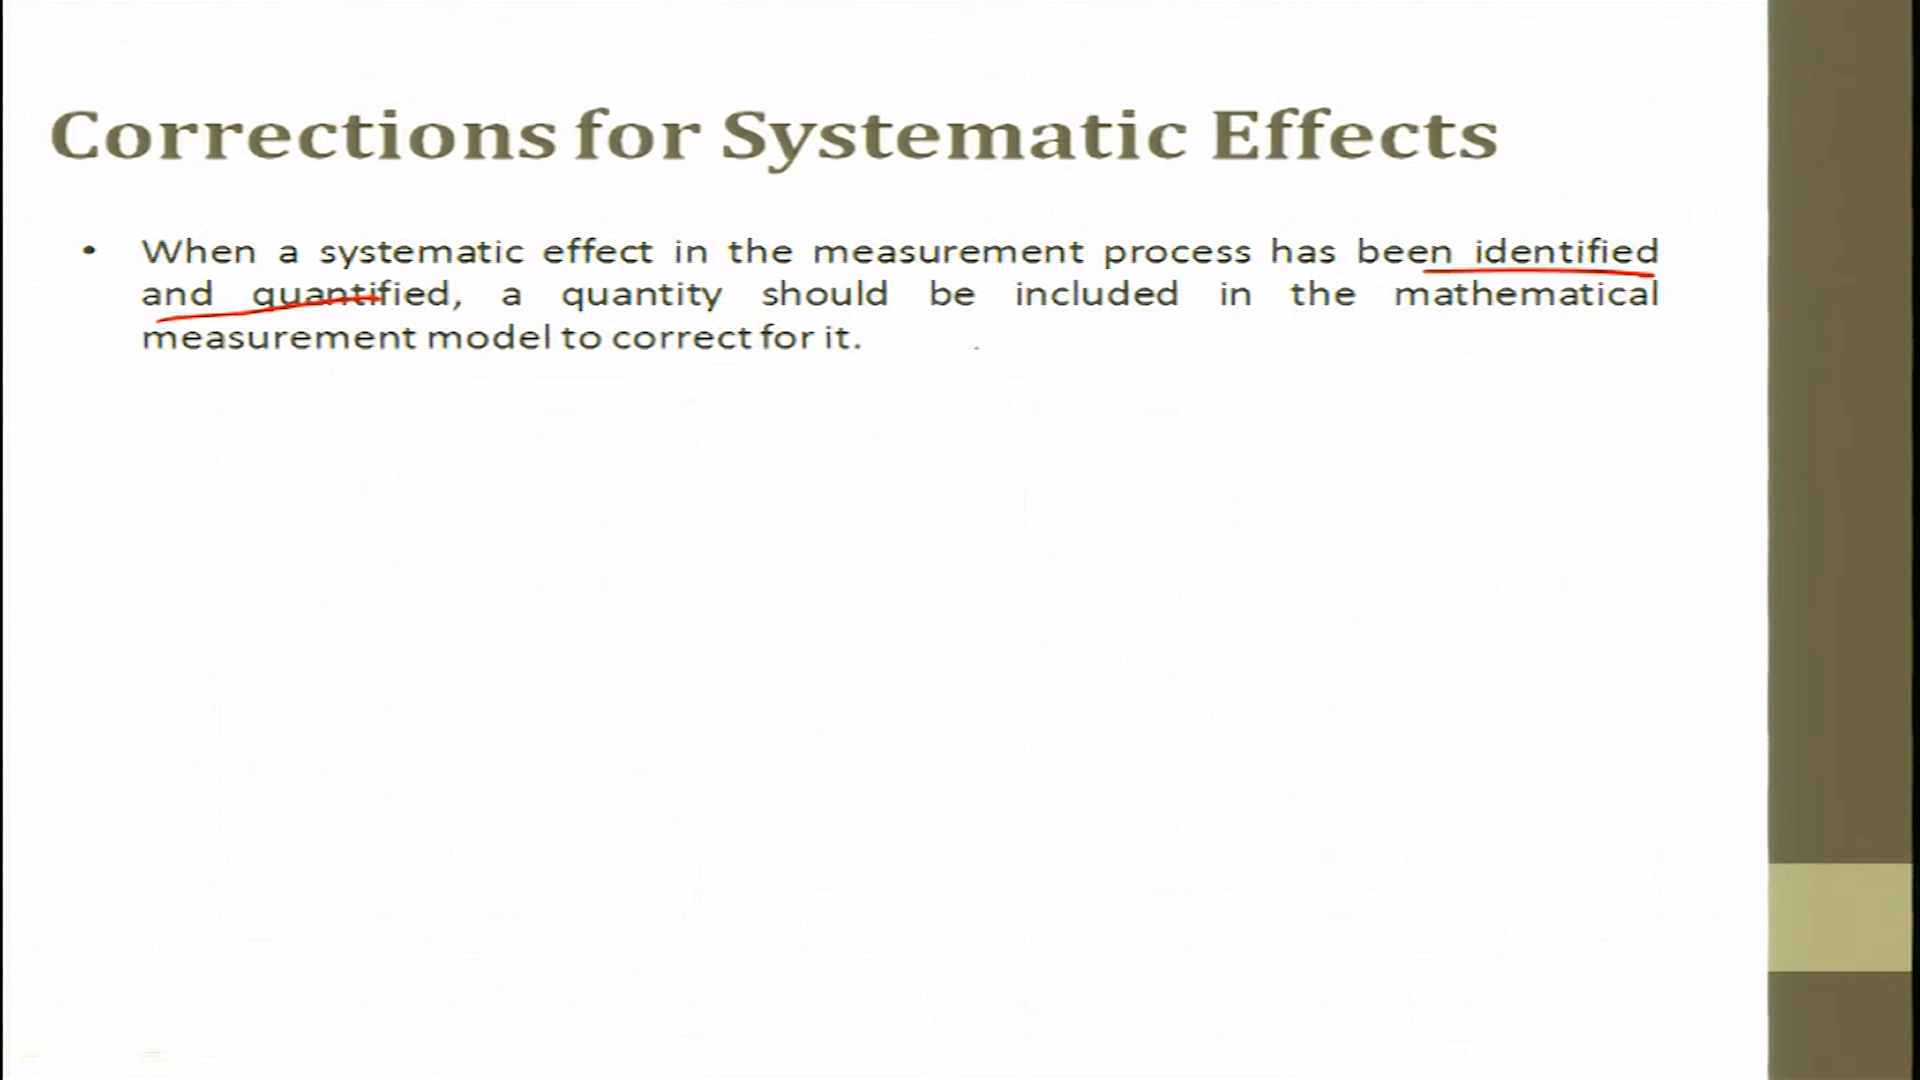 Corrections for Systematic Effects
• When a systematic effect in the measurement process has been identified
and quantified, a quantity should be included in the mathematical
measurement model to correct for it.